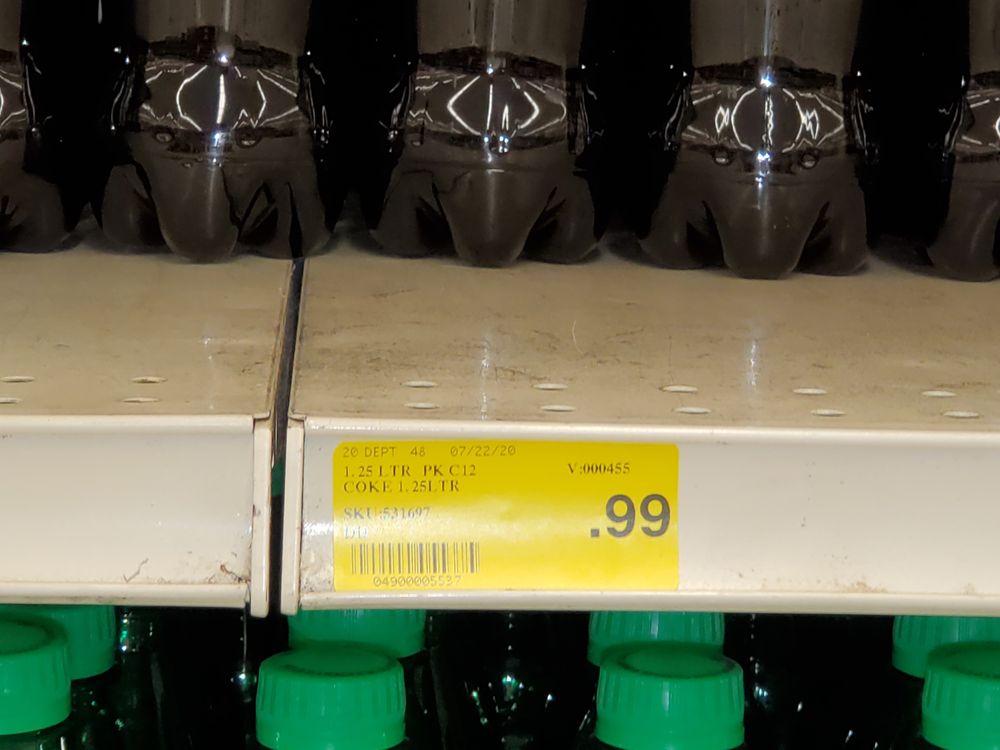 20 DEPT 48 07/22/20
1.25 LTR PK C12 V:000455
COKE 1.25LTR
.99
SKU:531697
04900005537